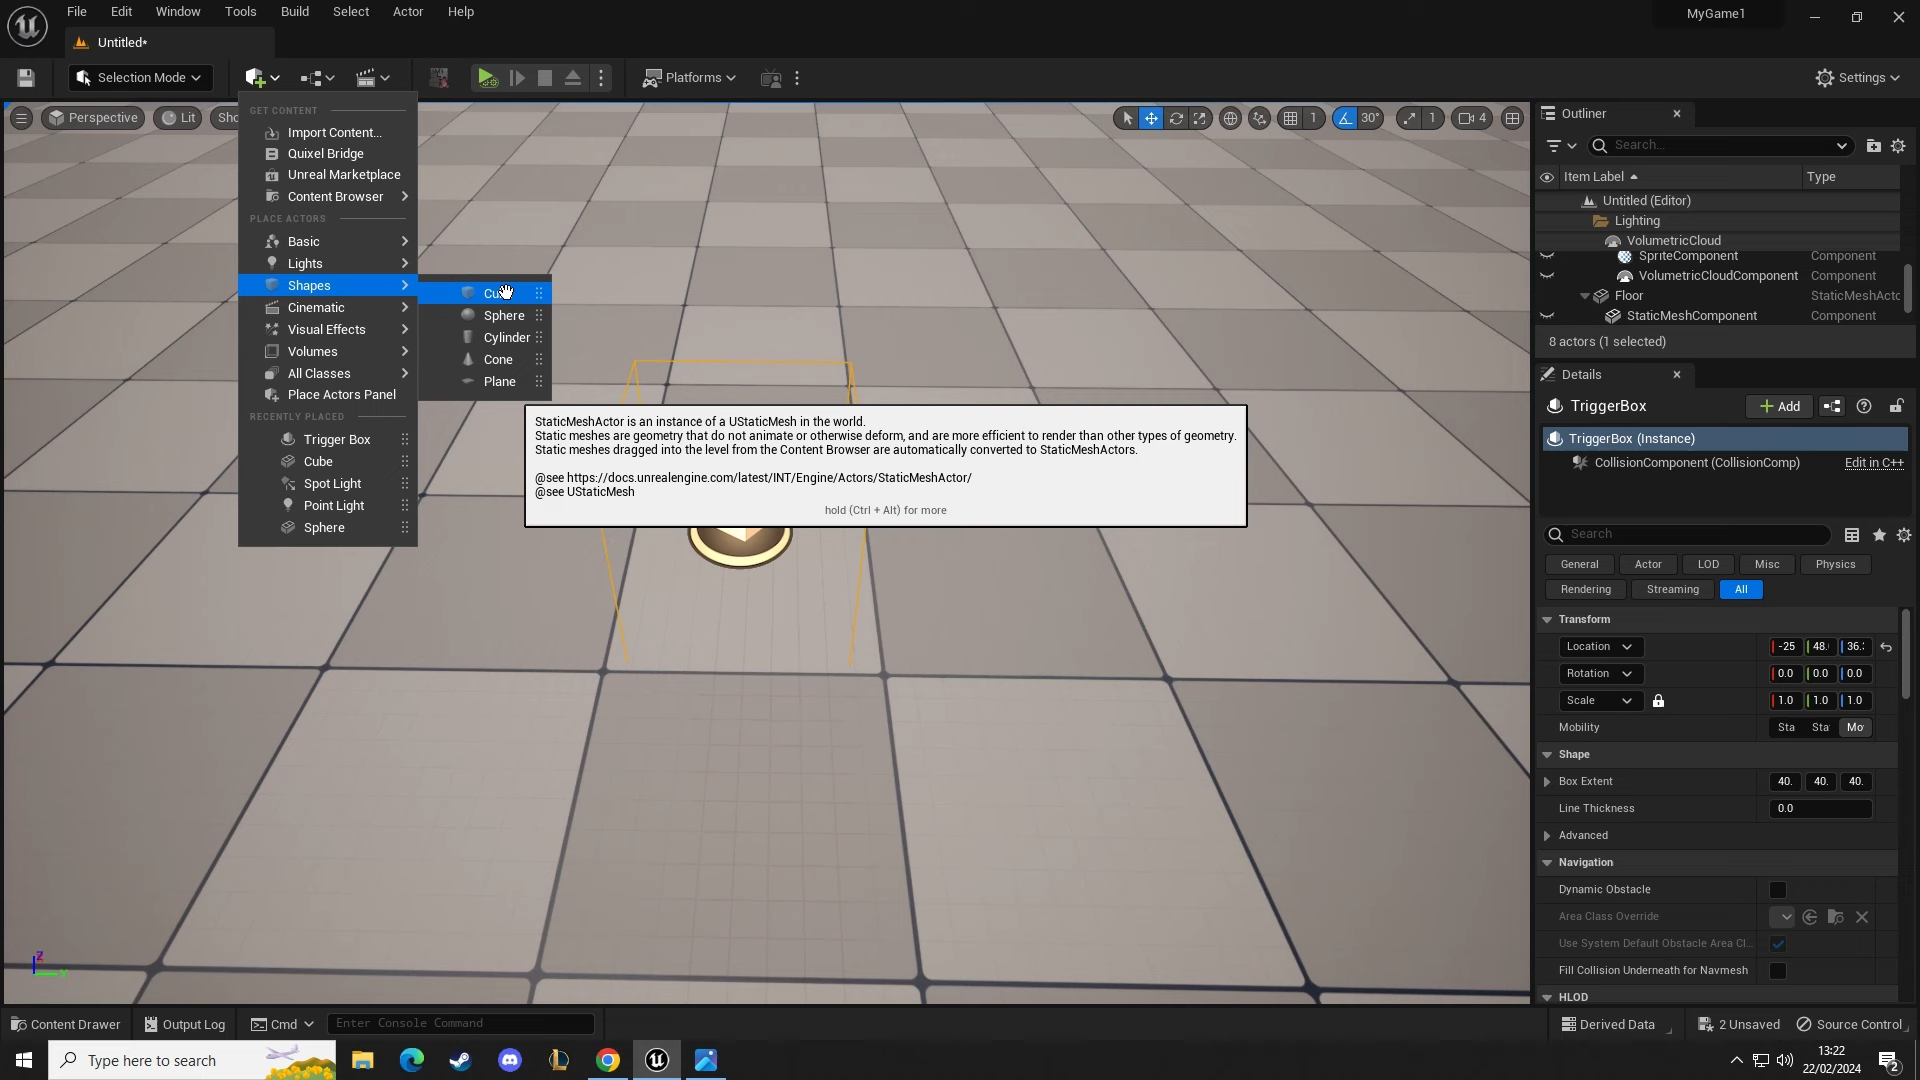 File Edit Window Tools Build Select Actor Help
MyGame1
Untitled*
Selection Mode
Platforms
Settings
Perspective
Lit
Sho
1
30°
1
4
GET CONTENT
Import Content...
Quixel Bridge
Unreal Marketplace
Content Browser
PLACE ACTORS
Basic
Lights
Shapes
Cinematic
Visual Effects
Volumes
All Classes
Place Actors Panel
RECENTLY PLACED
Trigger Box
Cube
Spot Light
Point Light
Sphere
Sphere
Cylinder
Cone
Plane
StaticMeshActor is an instance of a UStaticMesh in the world.
Static meshes are geometry that do not animate or otherwise deform, and are more efficient to render than other types of geometry.
Static meshes dragged into the level from the Content Browser are automatically converted to StaticMeshActors.
@see https://docs.unrealengine.com/latest/INT/Engine/Actors/StaticMeshActor/
@see UStaticMesh
hold (Ctrl + Alt) for more
Z
Outliner
Search...
Item Label Type
Untitled (Editor)
Lighting
VolumetricCloud
SpriteComponent Component
VolumetricCloudComponent Component
Floor StaticMeshActo
StaticMeshComponent Component
8 actors (1 selected)
Details
TriggerBox
Add
TriggerBox (Instance)
CollisionComponent (CollisionComp) Edit in C++
Search
General Actor LOD Misc Physics
Rendering Streaming All
Transform
Location -25 48. 36.
Rotation 0.0 0.0 0.0
Scale 1.0 1.0 1.0
Mobility Sta Sta Mo
Shape
Box Extent 40. 40. 40.
Line Thickness 0.0
Advanced
Navigation
Dynamic Obstacle
Area Class Override
Use System Default Obstacle Area Cl...
Fill Collision Underneath for Navmesh
HLOD
Content Drawer Output Log Cmd Enter Console Command
Derived Data 2 Unsaved Source Control
Type here to search
13:22
22/02/2024
2